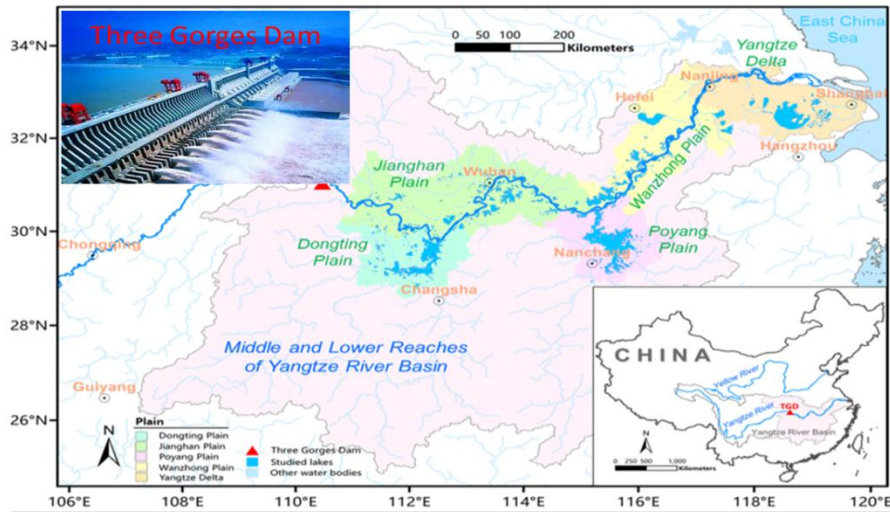 Three Gorges Dam
34°N
32°N
30°N
28°N
26°N
106°E
108°E
110°E
112°E
114°E
116°E
118°E
120°E
0 50 100 200
Kilometers
East China
Sea
Yangtze
Delta
Nanjing
Shanghai
Hefei
Hangzhou
Wanzhong Plain
Jianghan
Plain
Wuhan
Dongting
Plain
Poyang
Plain
Nanchang
Changsha
Chongqing
Guiyang
Middle and Lower Reaches
of Yangtze River Basin
N
Plain
Dongting Plain
Jianghan Plain
Poyang Plain
Wanzhong Plain
Yangtze Delta
Three Gorges Dam
Studied lakes
Other water bodies
CHINA
Yellow River
TGD
Yangtze River
Yangtze River Basin
N
0 250 500 1,000
Kilometers